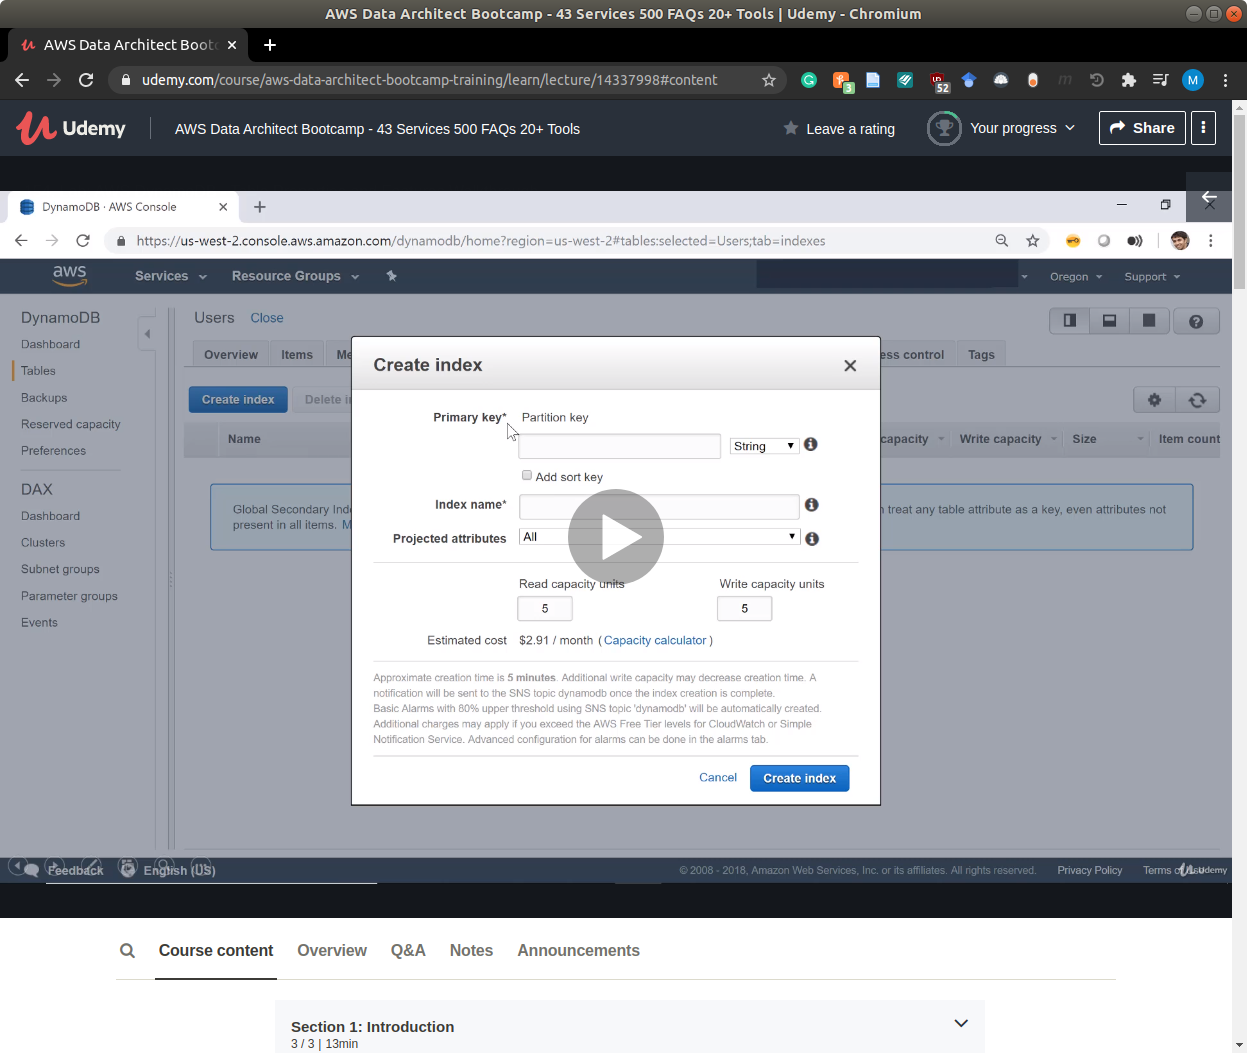 AWS Data Architect Bootcamp - 43 Services 500 FAQs 20+ Tools | Udemy - Chromium
AWS Data Architect Bootc
udemy.com/course/aws-data-architect-bootcamp-training/learn/lecture/14337998#content
3
52
M
Udemy
AWS Data Architect Bootcamp - 43 Services 500 FAQs 20+ Tools
Leave a rating
Your progress
Share
DynamoDB · AWS Console
https://us-west-2.console.aws.amazon.com/dynamodb/home?region=us-west-2#tables:selected=Users;tab=indexes
aws
Services
Resource Groups
Oregon
Support
DynamoDB
Dashboard
Tables
Backups
Reserved capacity
Preferences
DAX
Dashboard
Clusters
Subnet groups
Parameter groups
Events
Users
Close
Overview
Items
Me
ess control
Tags
Create index
Delete i
Name
capacity
Write capacity
Size
Item count
Global Secondary Inde
n treat any table attribute as a key, even attributes not
present in all items. M
Create index
Primary key*
Partition key
String
Add sort key
Index name*
Projected attributes
All
Read capacity units
Write capacity units
5
5
Estimated cost
$2.91 / month ( Capacity calculator )
Approximate creation time is 5 minutes. Additional write capacity may decrease creation time. A
notification will be sent to the SNS topic dynamodb once the index creation is complete.
Basic Alarms with 80% upper threshold using SNS topic 'dynamodb' will be automatically created.
Additional charges may apply if you exceed the AWS Free Tier levels for CloudWatch or Simple
Notification Service. Advanced configuration for alarms can be done in the alarms tab.
Cancel
Create index
Feedback
English (US)
© 2008 - 2018, Amazon Web Services, Inc. or its affiliates. All rights reserved.
Privacy Policy
Terms of
Udemy
Course content
Overview
Q&A
Notes
Announcements
Section 1: Introduction
3 / 3 | 13min